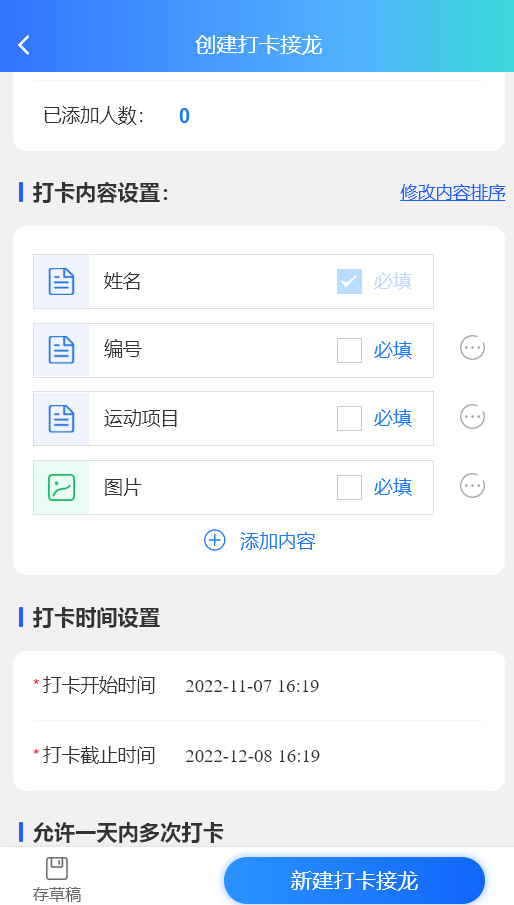 创建打卡接龙
已添加人数： 0
打卡内容设置： 修改内容排序
姓名 必填
编号 必填
运动项目 必填
图片 必填
添加内容
打卡时间设置
*打卡开始时间 2022-11-07 16:19
*打卡截止时间 2022-12-08 16:19
允许一天内多次打卡
存草稿 新建打卡接龙